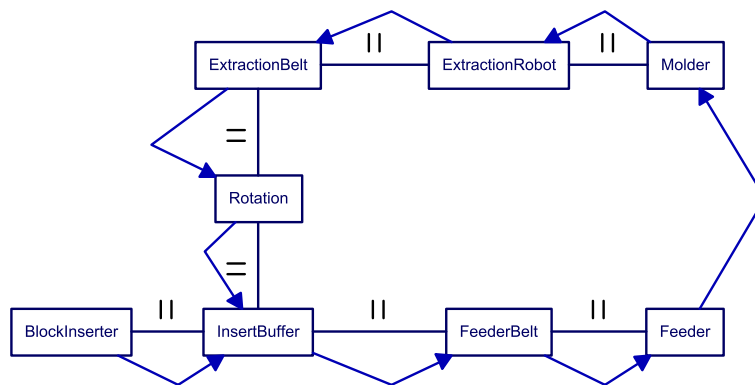 ExtractionBelt
ExtractionRobot
Molder
Rotation
BlockInserter
InsertBuffer
FeederBelt
Feeder